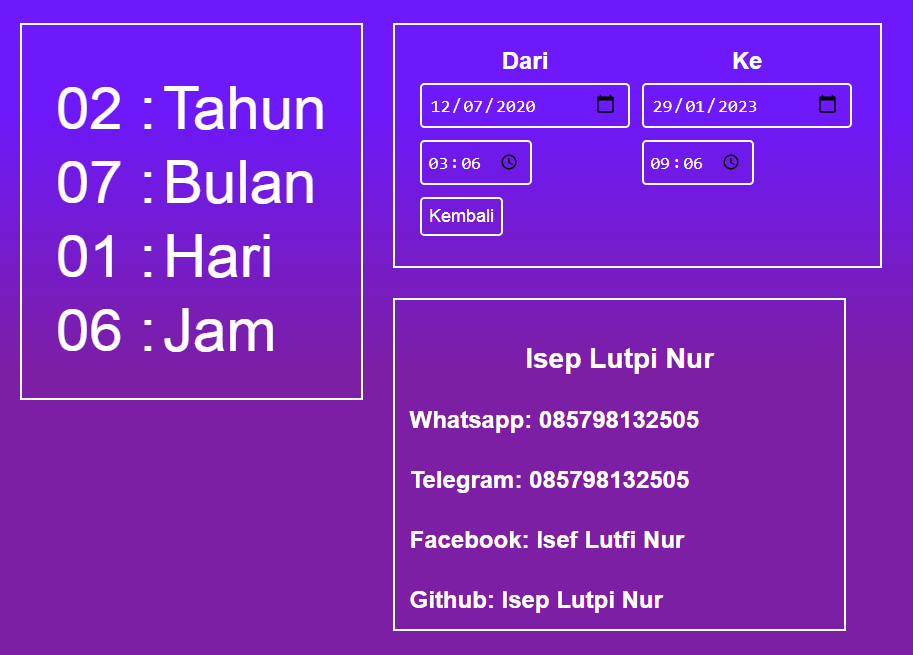 02 : Tahun
07 : Bulan
01 : Hari
06 : Jam
Dari Ke
12/07/2020 29/01/2023
03:06 09:06
Kembali
Isep Lutpi Nur
Whatsapp: 085798132505
Telegram: 085798132505
Facebook: Isef Lutfi Nur
Github: Isep Lutpi Nur